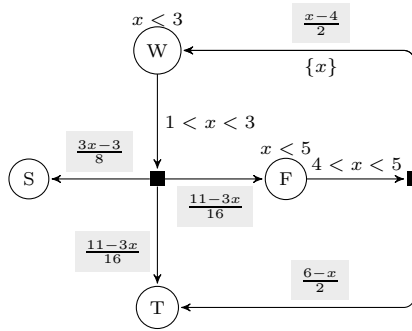 x < 3
W
x−4
2
{x}
1 < x < 3
3x−3
8
S
11−3x
16
x < 5
F
4 < x < 5
11−3x
16
6−x
2
T